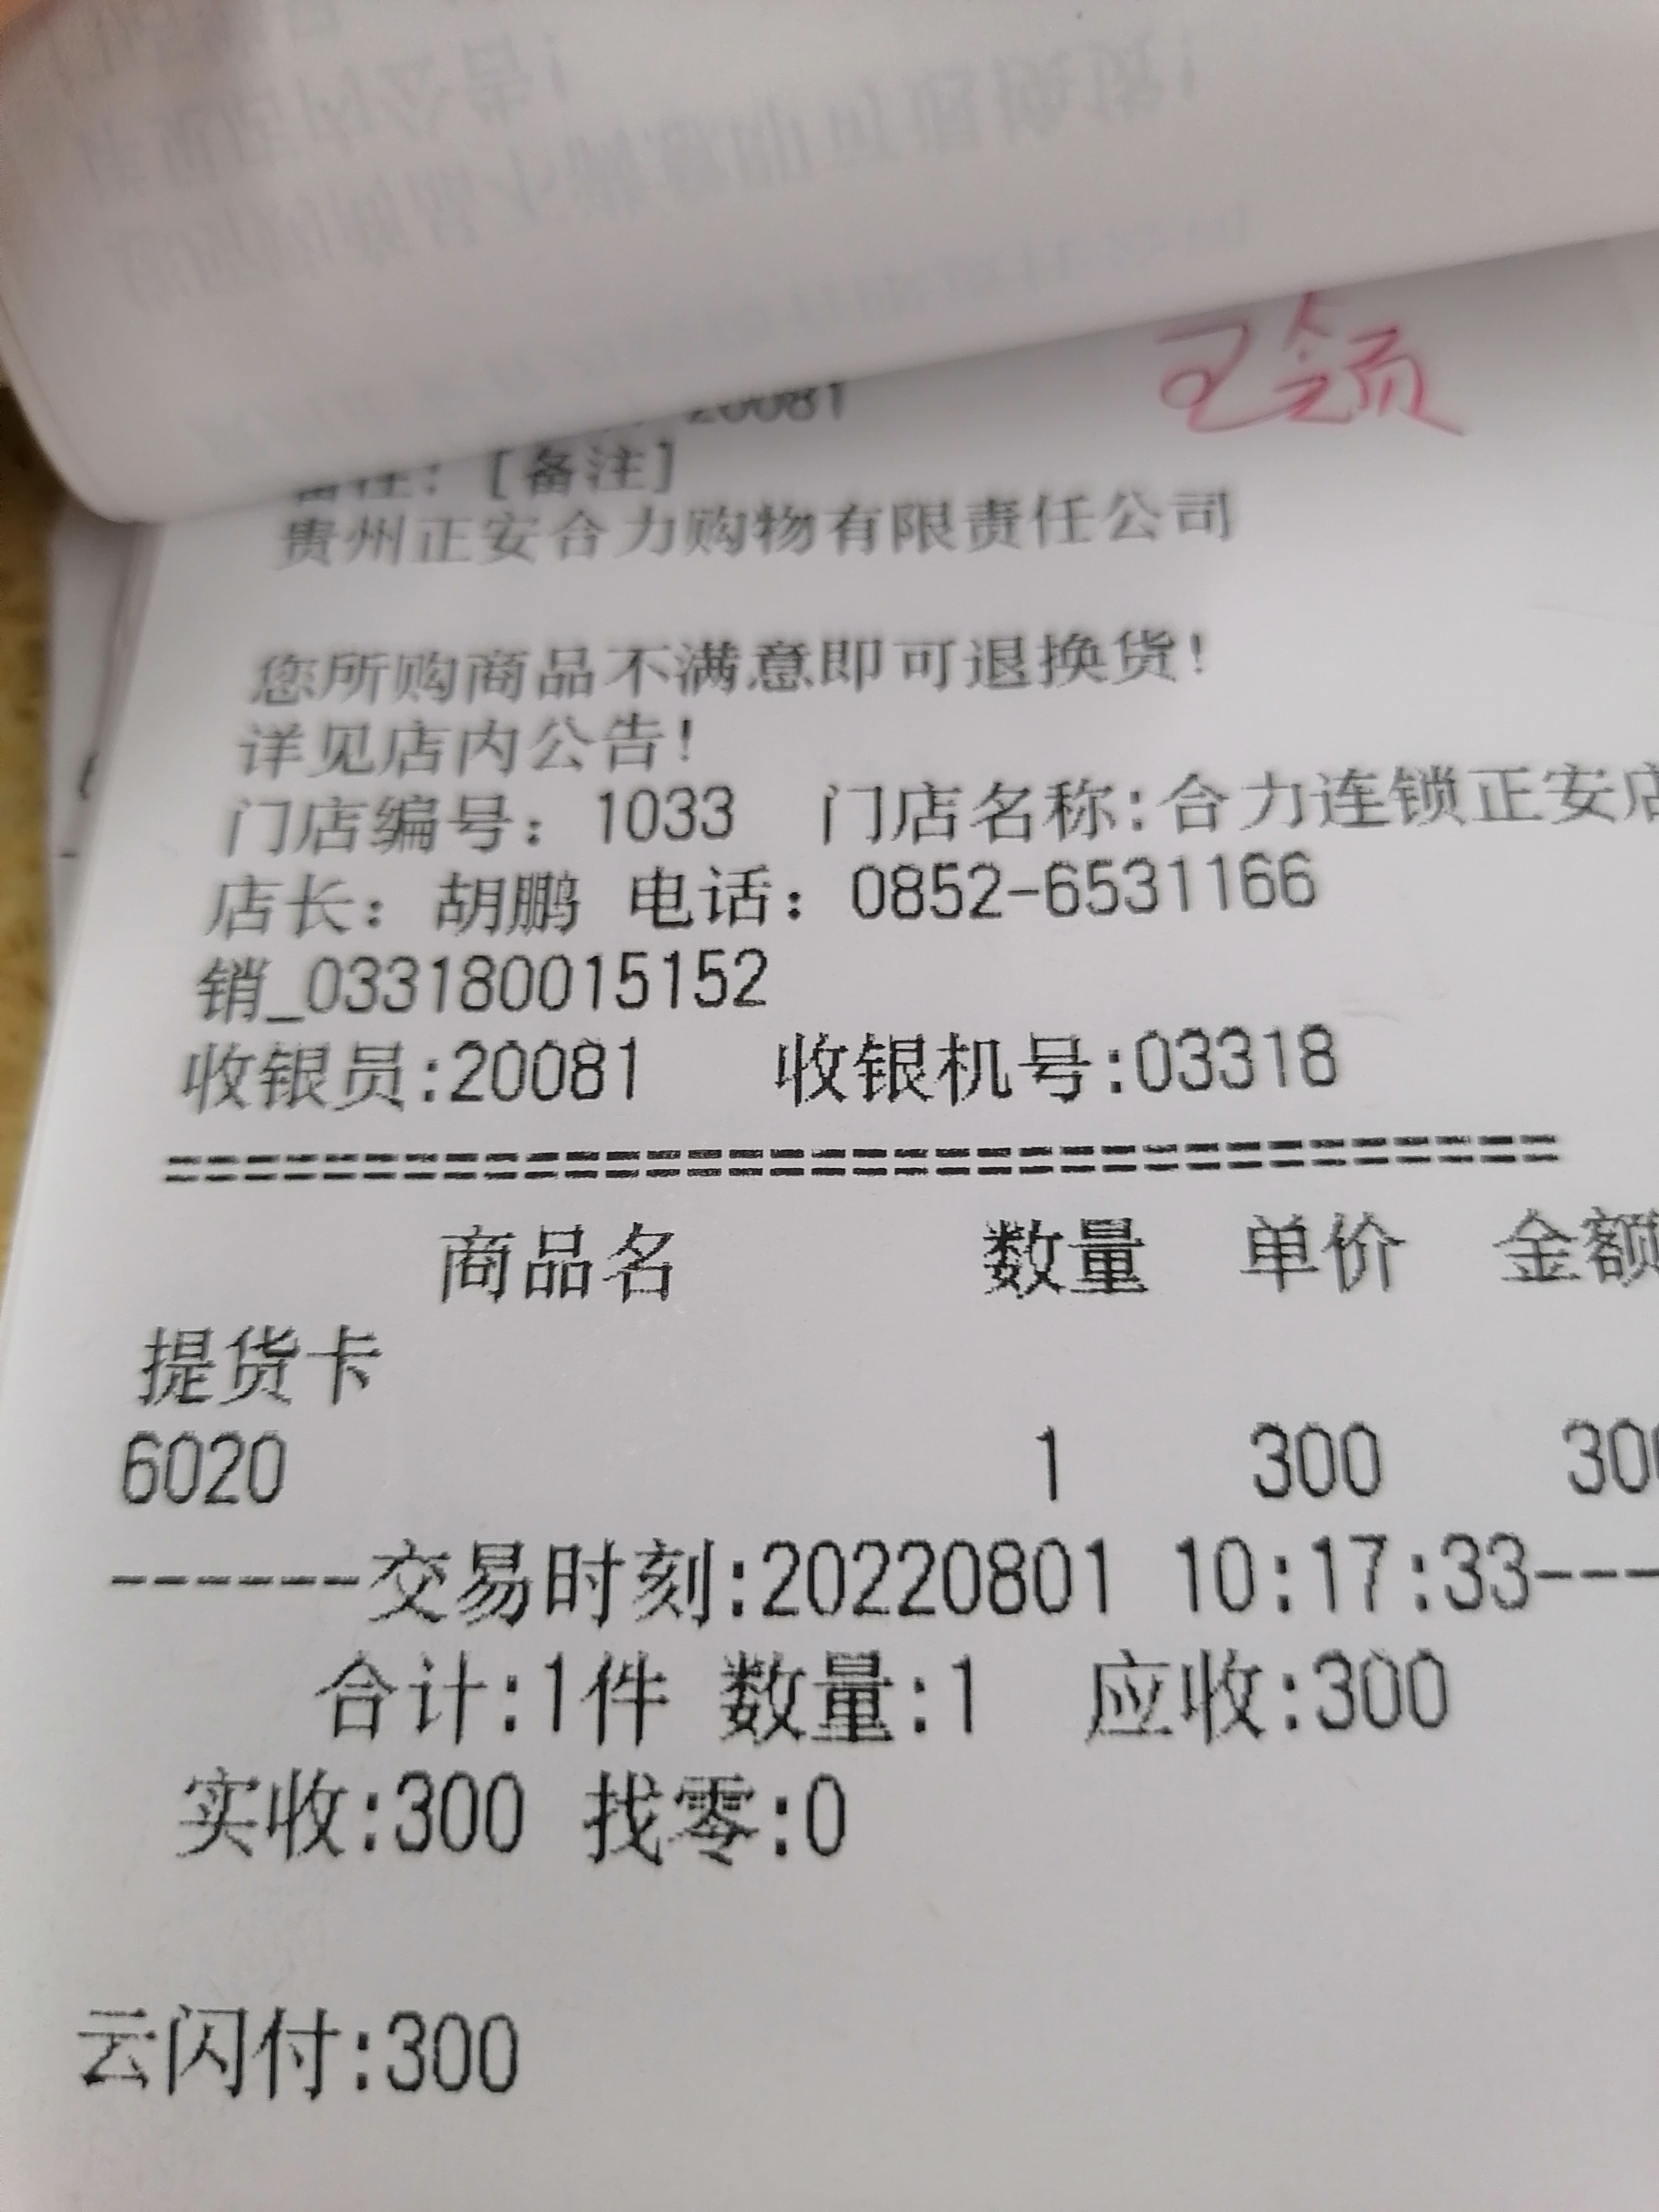 已领
20081
备注：[备注]
贵州正安合力购物有限责任公司
您所购商品不满意即可退换货！
详见店内公告！
门店编号：1033 门店名称:合力连锁正安店
店长：胡鹏 电话：0852-6531166
销_033180015152
收银员:20081 收银机号:03318
==================================
商品名 数量 单价 金额
提货卡
6020 1 300 300
------交易时刻:20220801 10:17:33---
合计:1件 数量:1 应收:300
实收:300 找零:0
云闪付:300